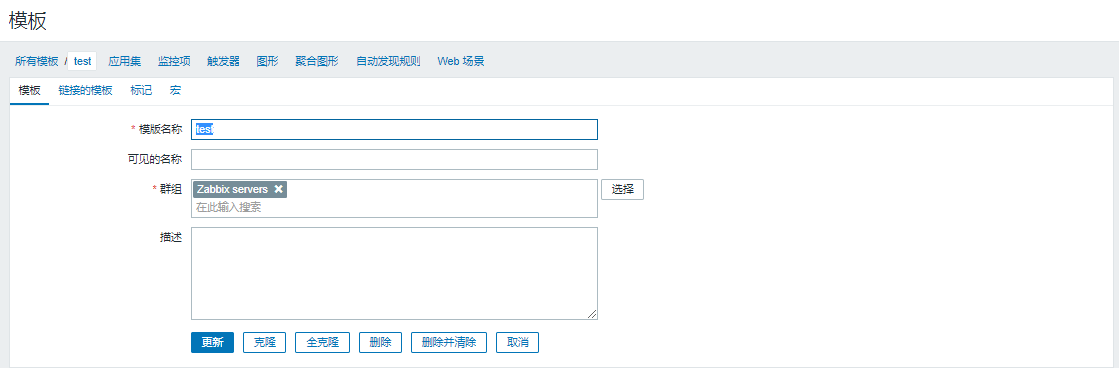 模板
所有模板 / test 应用集 监控项 触发器 图形 聚合图形 自动发现规则 Web 场景
模板 链接的模板 标记 宏
* 模版名称 test
可见的名称
* 群组 Zabbix servers ✖ 选择
在此输入搜索
描述
更新 克隆 全克隆 删除 删除并清除 取消